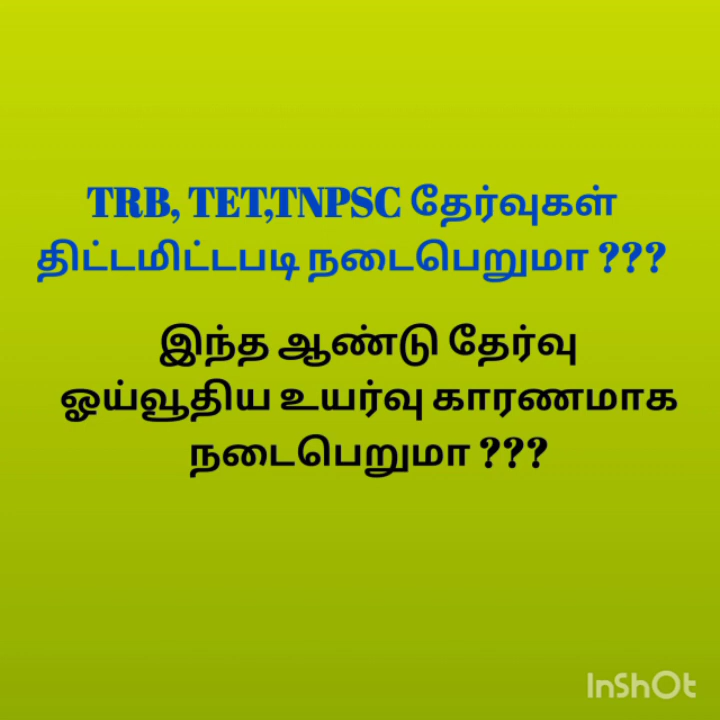 TRB, TET,TNPSC தேர்வுகள்
திட்டமிட்டபடி நடைபெறுமா ???
இந்த ஆண்டு தேர்வு
ஓய்வூதிய உயர்வு காரணமாக
நடைபெறுமா ???
InShOt